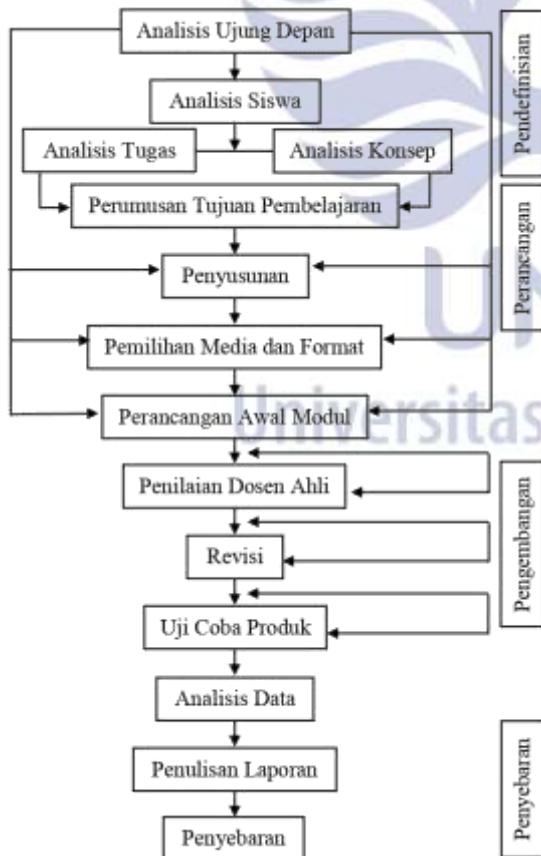 Analisis Ujung Depan
Analisis Siswa
Analisis Tugas
Analisis Konsep
Perumusan Tujuan Pembelajaran
Penyusunan
Pemilihan Media dan Format
Perancangan Awal Modul
Penilaian Dosen Ahli
Revisi
Uji Coba Produk
Analisis Data
Penulisan Laporan
Penyebaran
Pendefinisian
Perancangan
Pengembangan
Penyebaran
UN
Universitas